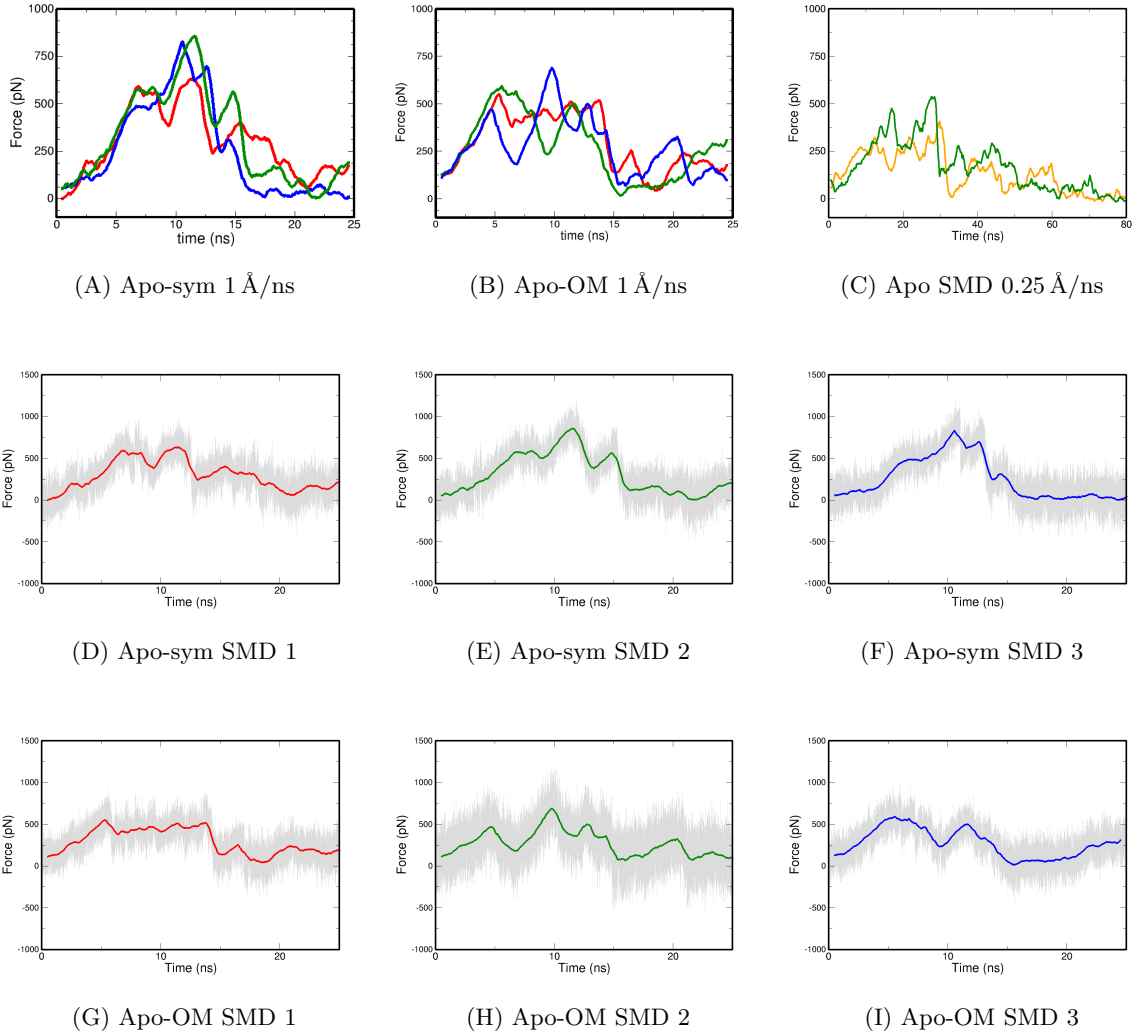 1000
750
500
250
0
Force (pN)
0 5 10 15 20 25
time (ns)
(A) Apo-sym 1 Å/ns
1000
750
500
250
0
Force (pN)
0 5 10 15 20 25
time (ns)
(B) Apo-OM 1 Å/ns
1000
750
500
250
0
Force (pN)
0 20 40 60 80
Time (ns)
(C) Apo SMD 0.25 Å/ns
1500
1000
500
0
-500
-1000
Force (pN)
0 10 20
Time (ns)
(D) Apo-sym SMD 1
1500
1000
500
0
-500
-1000
Force (pN)
0 10 20
Time (ns)
(E) Apo-sym SMD 2
1500
1000
500
0
-500
-1000
Force (pN)
0 10 20
Time (ns)
(F) Apo-sym SMD 3
1500
1000
500
0
-500
-1000
Force (pN)
0 10 20
Time (ns)
(G) Apo-OM SMD 1
1500
1000
500
0
-500
-1000
Force (pN)
0 10 20
Time (ns)
(H) Apo-OM SMD 2
1500
1000
500
0
-500
-1000
Force (pN)
0 10 20
Time (ns)
(I) Apo-OM SMD 3